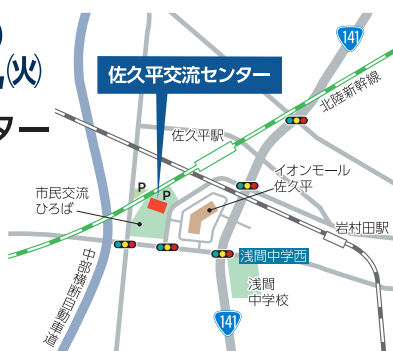 (火)
ター
141
佐久平交流センター
北陸新幹線
佐久平駅
P
P
イオンモール
佐久平
市民交流
ひろば
岩村田駅
浅間中学西
浅間
中学校
中部横断自動車道
141